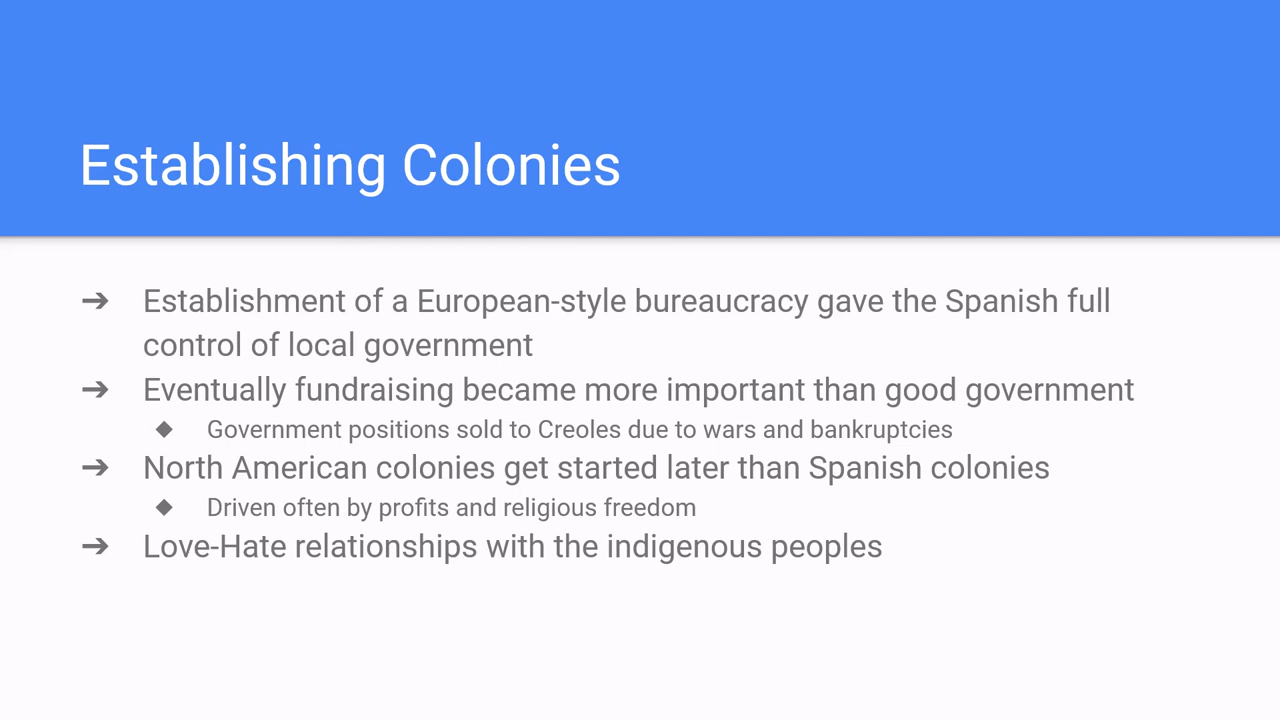 Establishing Colonies
➔ Establishment of a European-style bureaucracy gave the Spanish full
control of local government
➔ Eventually fundraising became more important than good government
◆ Government positions sold to Creoles due to wars and bankruptcies
➔ North American colonies get started later than Spanish colonies
◆ Driven often by profits and religious freedom
➔ Love-Hate relationships with the indigenous peoples